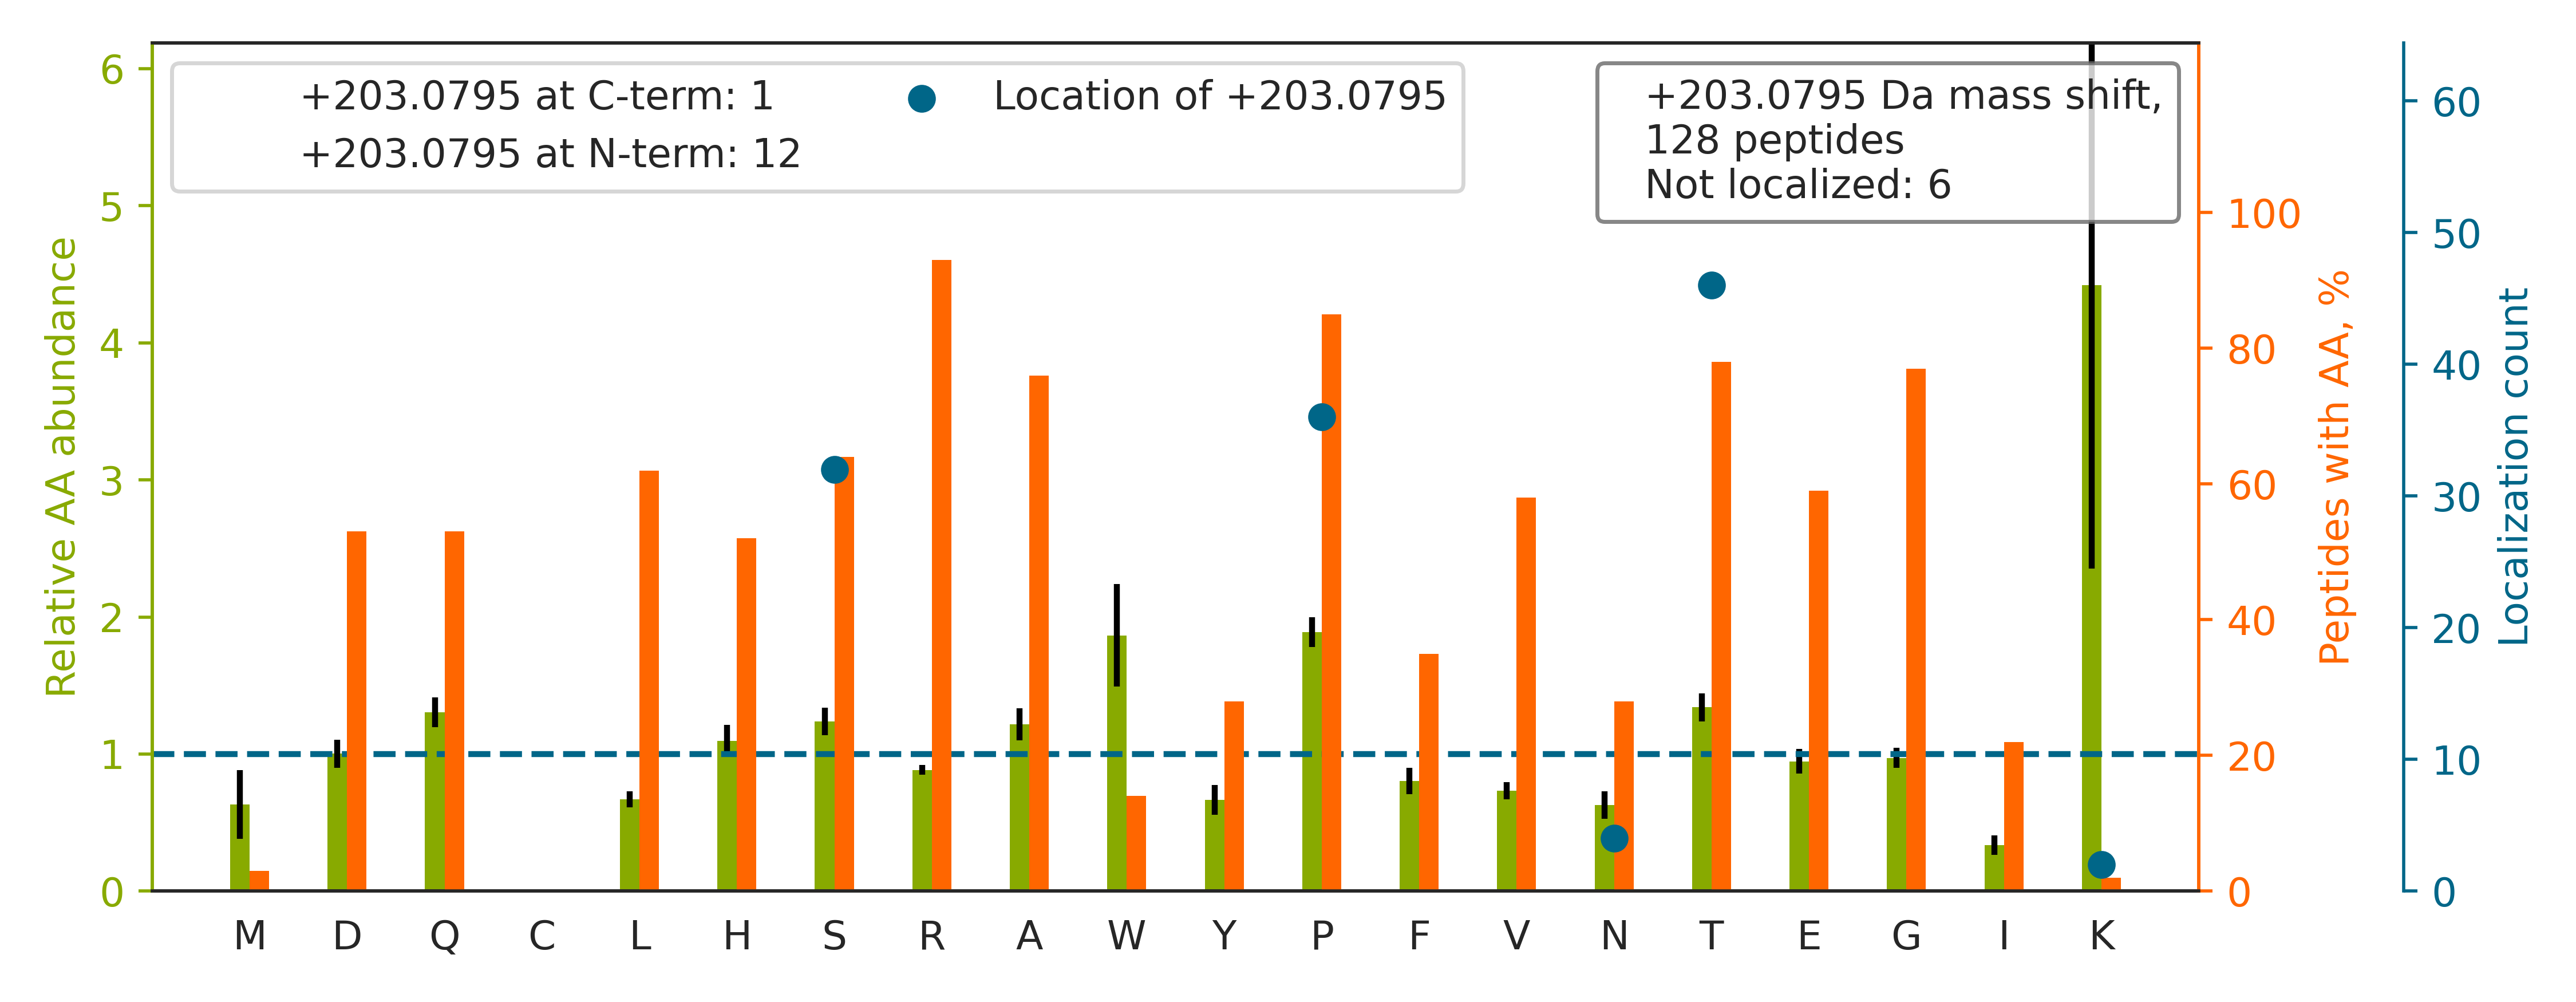 +203.0795 at C-term: 1
+203.0795 at N-term: 12
Location of +203.0795
+203.0795 Da mass shift,
128 peptides
Not localized: 6
Relative AA abundance
6
5
4
3
2
1
0
M D Q C L H S R A W Y P F V N T E G I K
100
80
60
40
20
0
Peptides with AA, %
60
50
40
30
20
10
0
Localization count